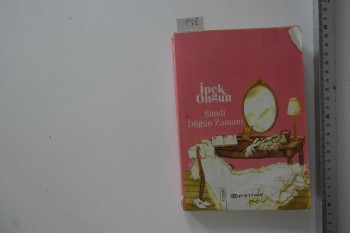 İpek
Ongun
Şimdi
Düğün Zamanı
epsilon